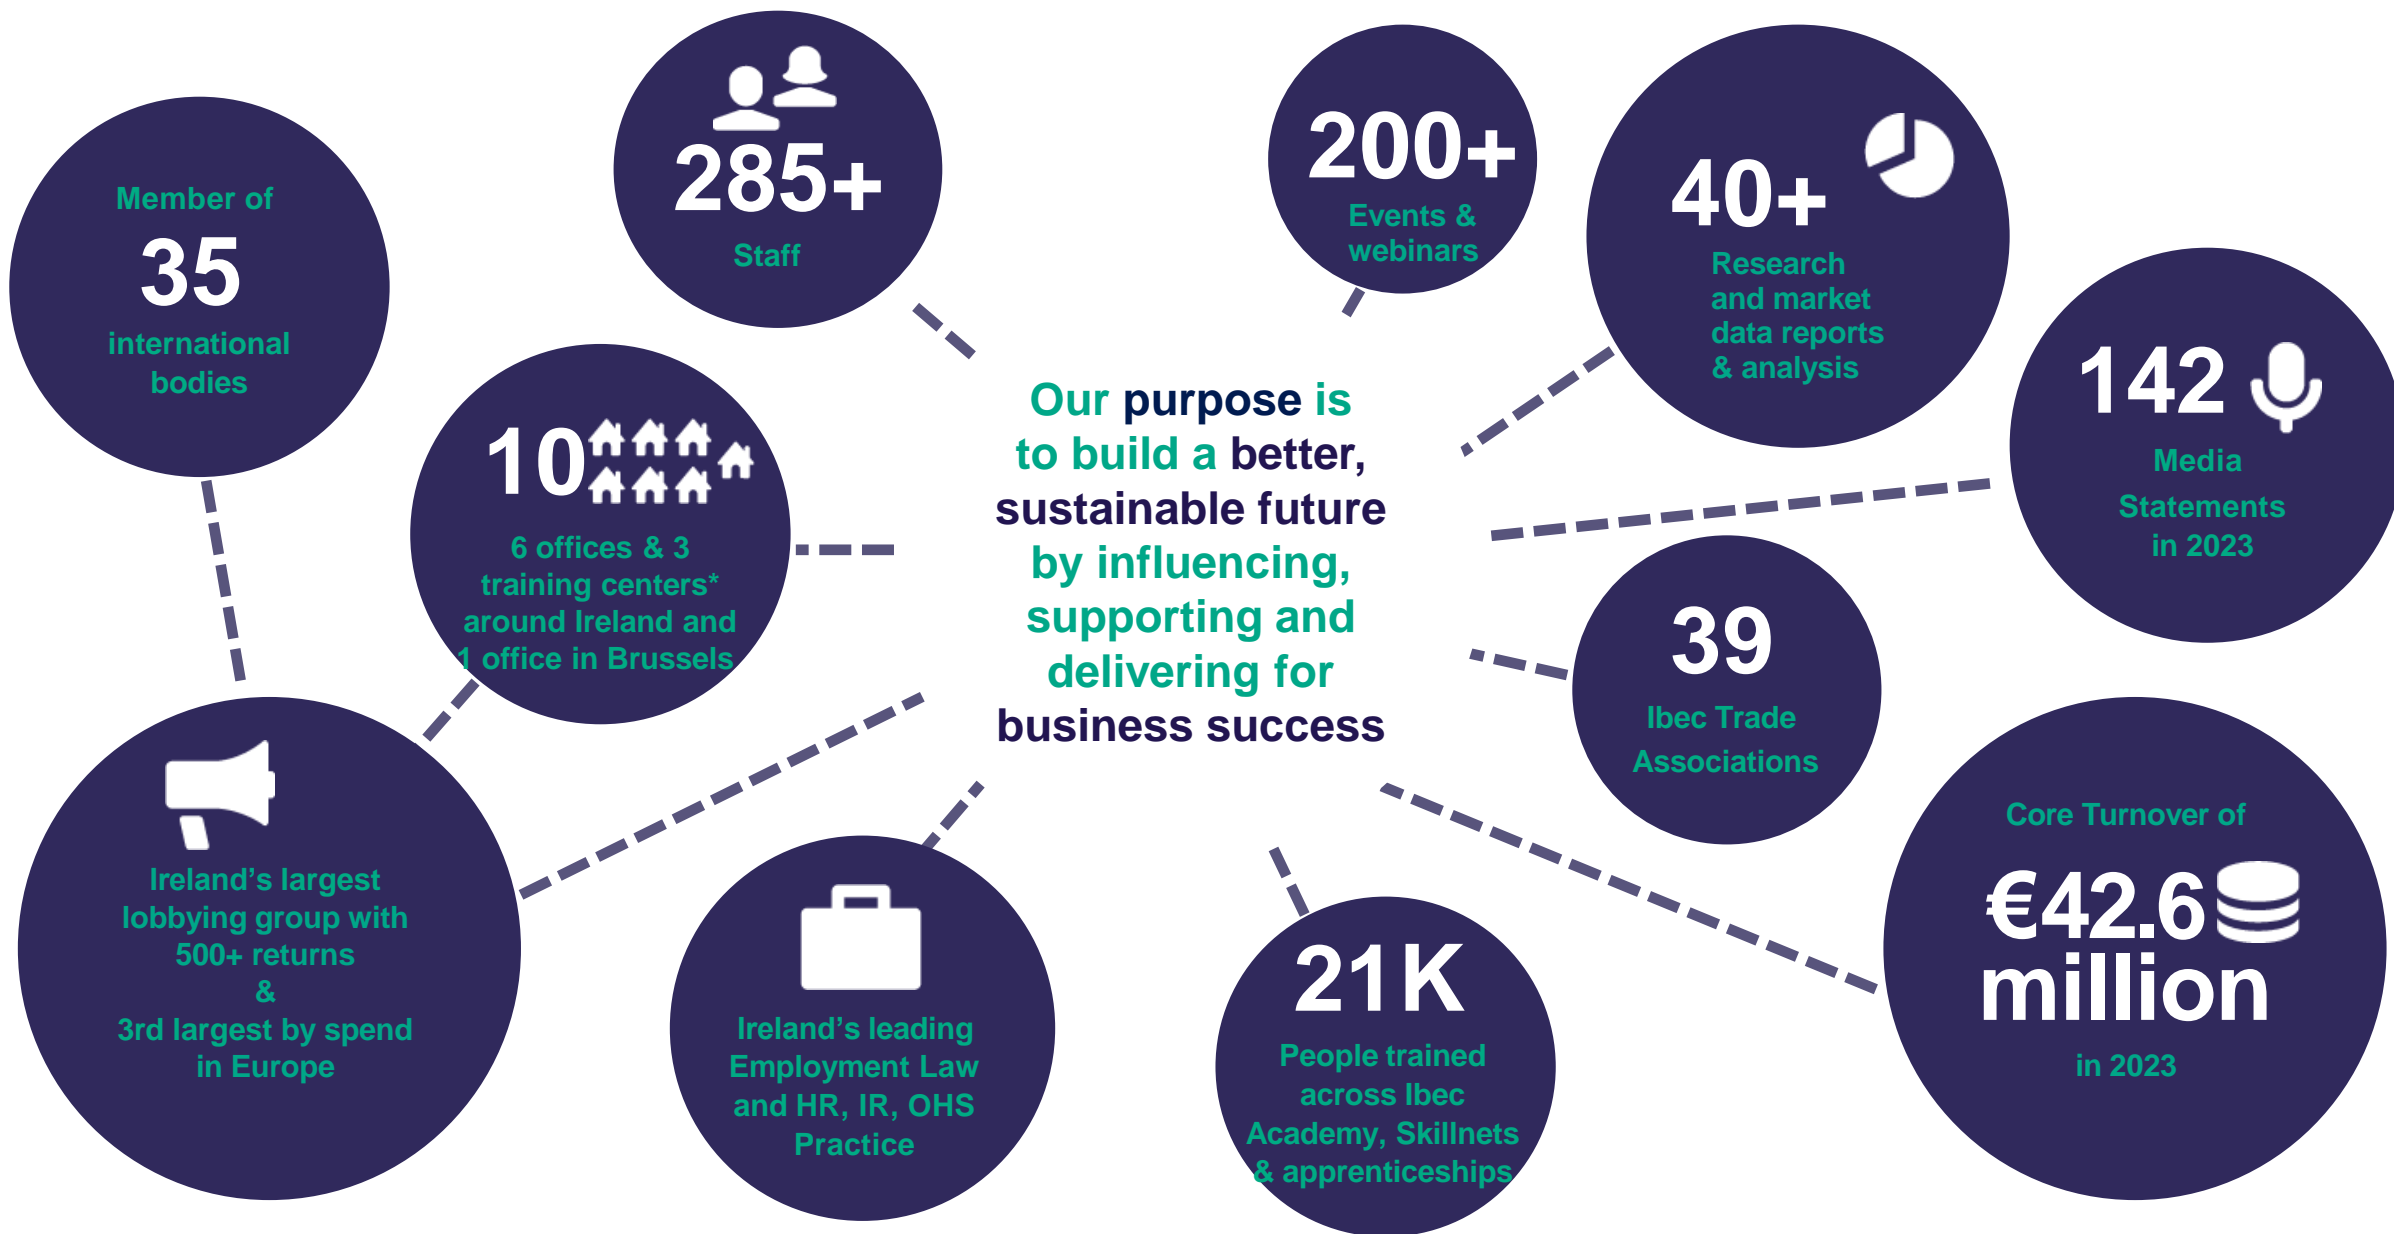 Member of
35
international
bodies
285+
Staff
200+
Events &
webinars
40+
Research
and market
data reports
& analysis
142
Media
Statements
in 2023
10
6 offices & 3
training centers*
around Ireland and
1 office in Brussels
Our purpose is
to build a better,
sustainable future
by influencing,
supporting and
delivering for
business success
39
Ibec Trade
Associations
Ireland’s largest
lobbying group with
500+ returns
&
3rd largest by spend
in Europe
Ireland’s leading
Employment Law
and HR, IR, OHS
Practice
21K
People trained
across Ibec
Academy, Skillnets
& apprenticeships
Core Turnover of
€42.6
million
in 2023